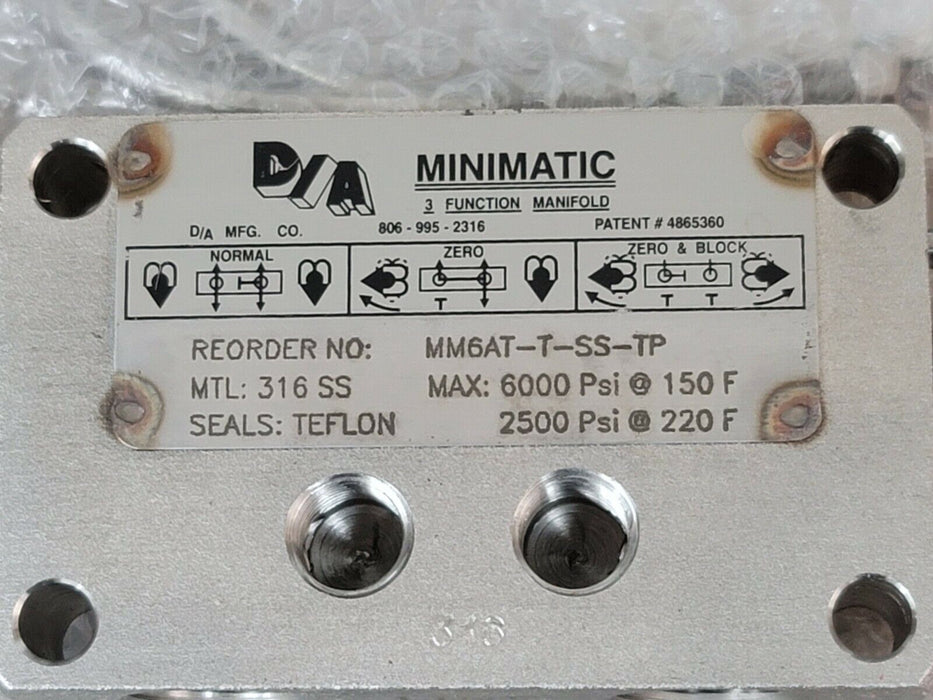 D/A
MINIMATIC
3 FUNCTION MANIFOLD
D/A MFG. CO. 806-995-2316 PATENT # 4865360
NORMAL ZERO ZERO & BLOCK
T T T
REORDER NO: MM6AT-T-SS-TP
MTL: 316 SS MAX: 6000 Psi @ 150 F
SEALS: TEFLON 2500 Psi @ 220 F
316